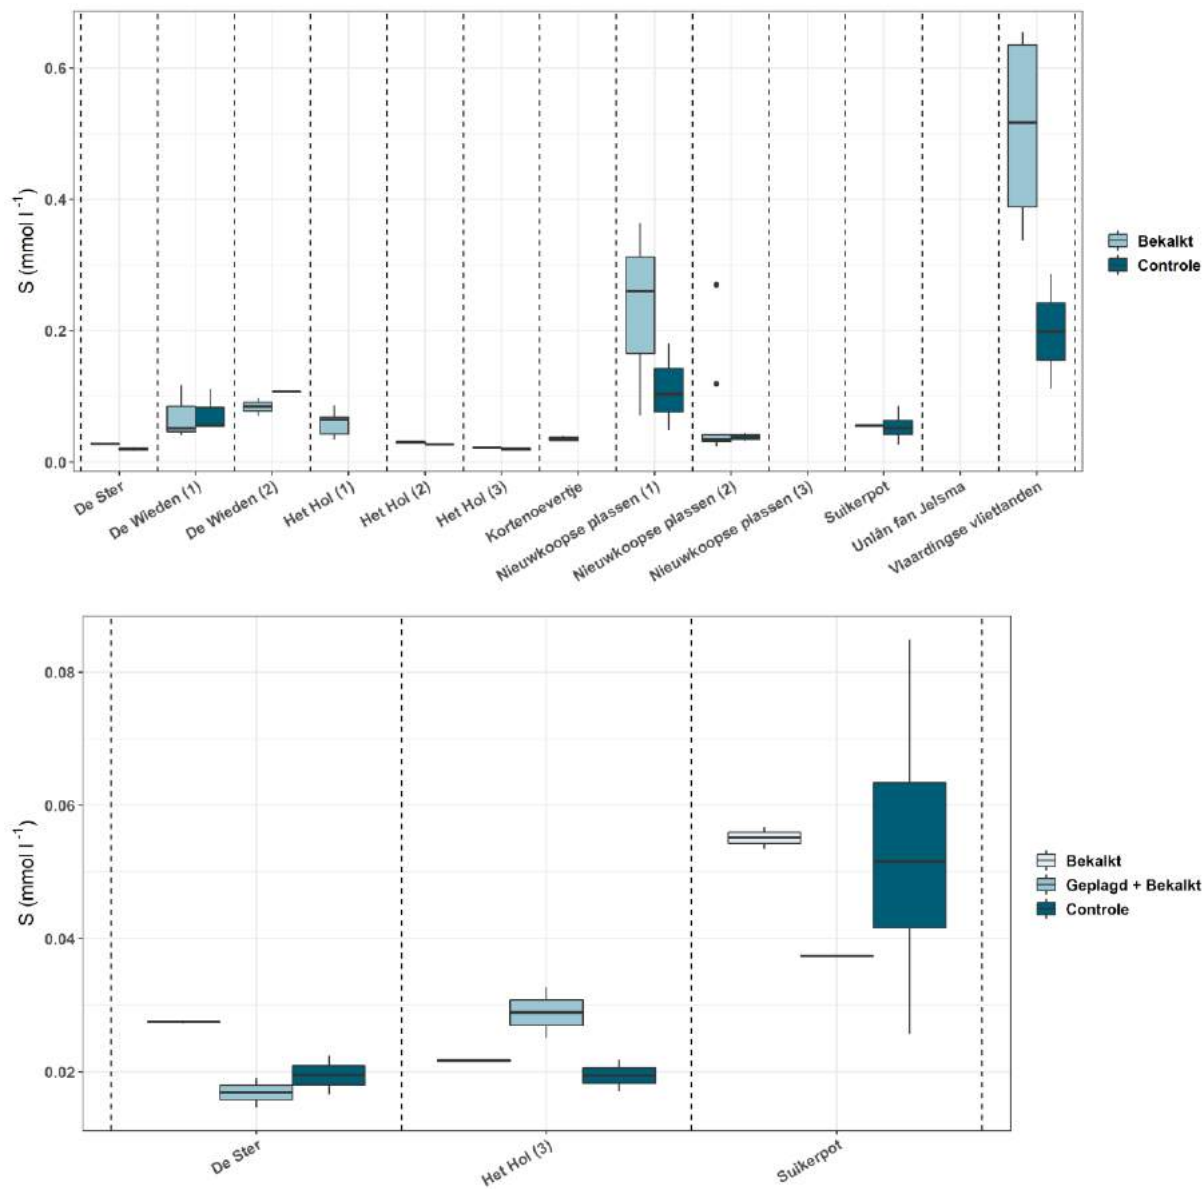 S (mmol l⁻¹)
0.6
0.4
0.2
0.0
De Ster
De Wieden (1)
De Wieden (2)
Het Hol (1)
Het Hol (2)
Het Hol (3)
Kortenoevertje
Nieuwkoopse plassen (1)
Nieuwkoopse plassen (2)
Nieuwkoopse plassen (3)
Suikerpot
Unlân fan Jelsma
Vlaardingse vlietlanden
Bekalkt
Controle
S (mmol l⁻¹)
0.08
0.06
0.04
0.02
De Ster
Het Hol (3)
Suikerpot
Bekalkt
Geplagd + Bekalkt
Controle